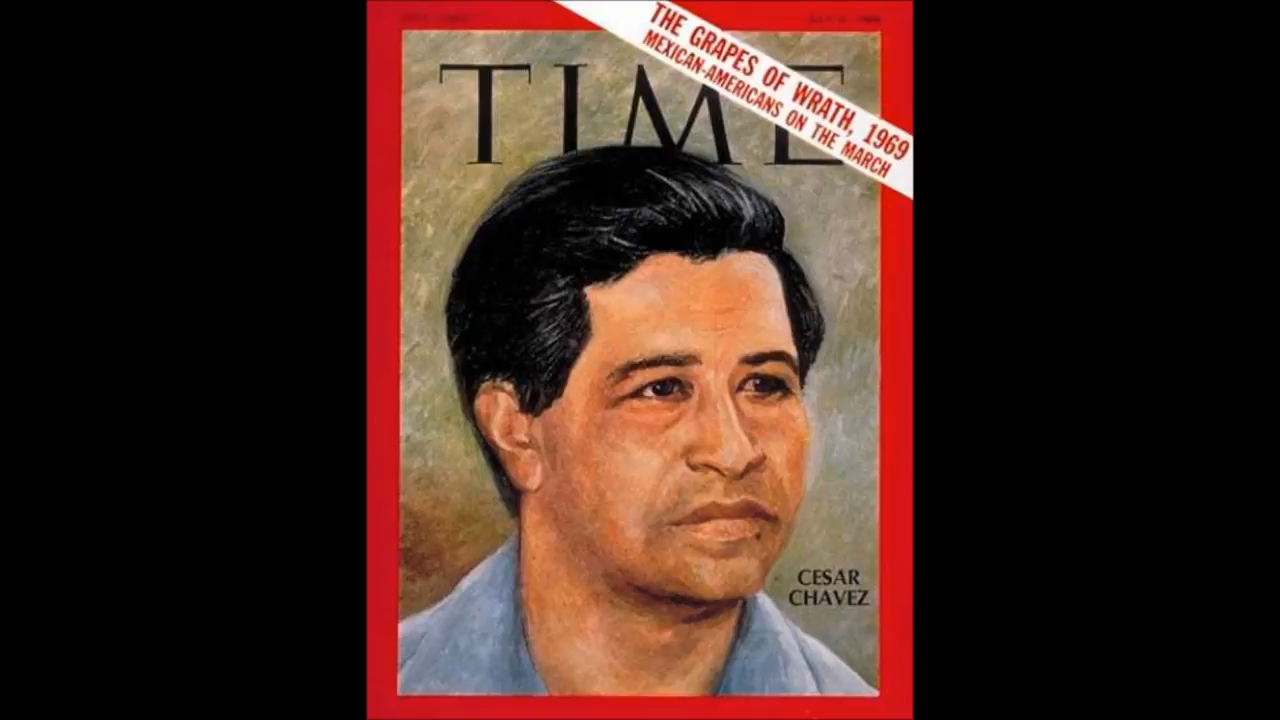 THE GRAPES OF WRATH, 1969
MEXICAN-AMERICANS ON THE MARCH
TIME
CESAR
CHAVEZ